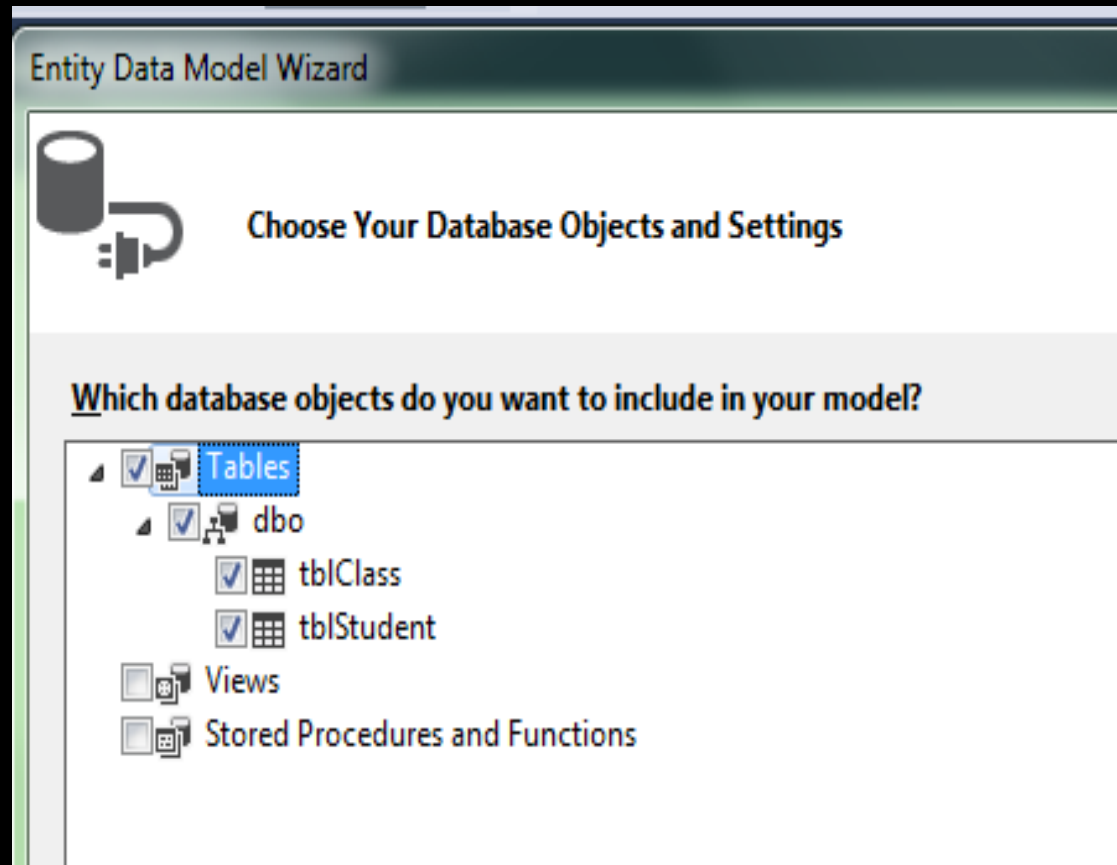 Entity Data Model Wizard
Choose Your Database Objects and Settings
Which database objects do you want to include in your model?
Tables
dbo
tblClass
tblStudent
Views
Stored Procedures and Functions